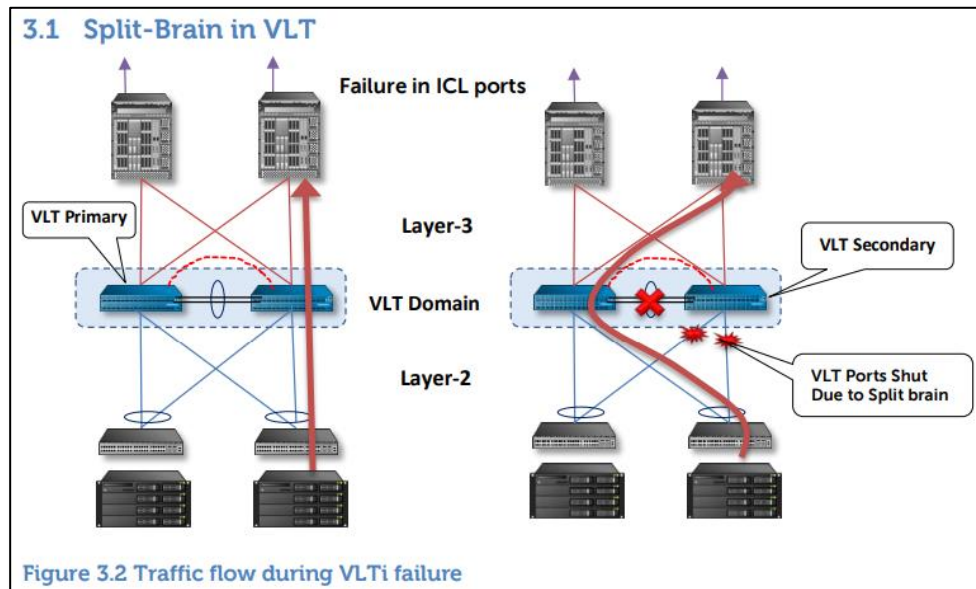 3.1 Split-Brain in VLT
Failure in ICL ports
VLT Primary
Layer-3
VLT Secondary
VLT Domain
Layer-2
VLT Ports Shut
Due to Split brain
Figure 3.2 Traffic flow during VLTi failure